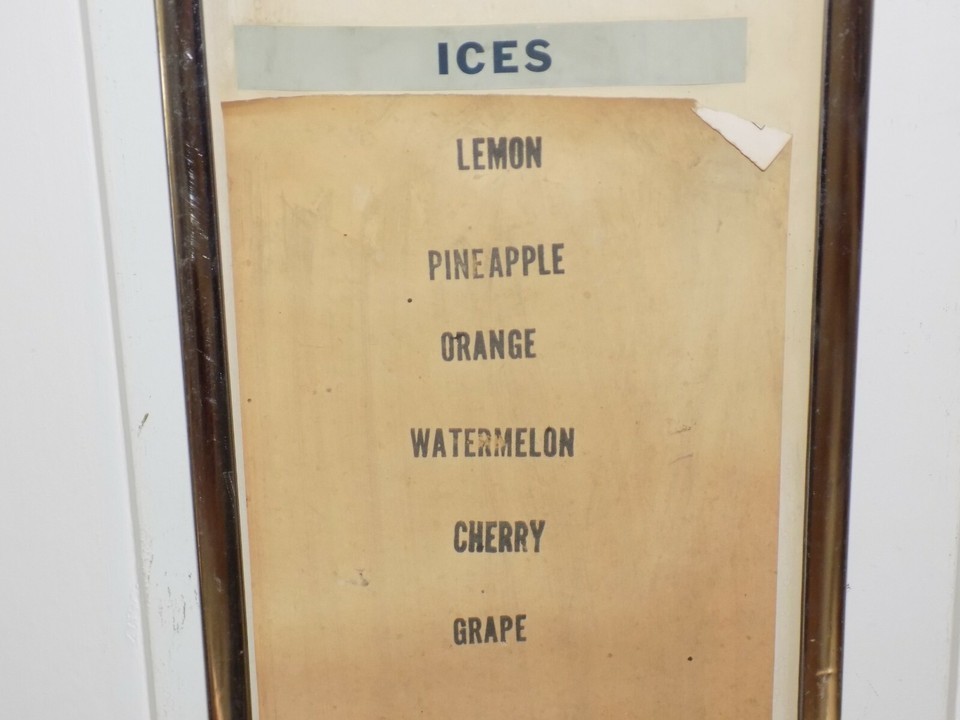 ICES
LEMON
PINEAPPLE
ORANGE
WATERMELON
CHERRY
GRAPE